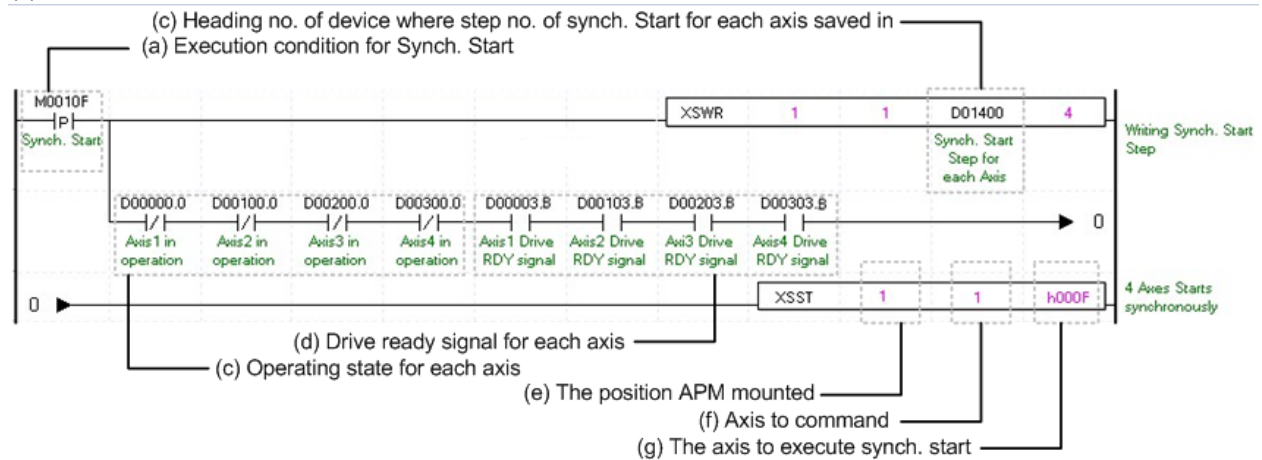 (c) Heading no. of device where step no. of synch. Start for each axis saved in
(a) Execution condition for Synch. Start
M0010F
P
Synch. Start
XSWR 1 1 D01400 4
Synch. Start
Step for
each Axis
Writing Synch. Start
Step
D00000.0 D00100.0 D00200.0 D00300.0 D00003.B D00103.B D00203.B D00303.B
Axis1 in
operation
Axis2 in
operation
Axis3 in
operation
Axis4 in
operation
Axis1 Drive
RDY signal
Axis2 Drive
RDY signal
Axi3 Drive
RDY signal
Axis4 Drive
RDY signal
0
0
XSST 1 1 h000F
4 Axes Starts
synchronously
(d) Drive ready signal for each axis
(c) Operating state for each axis
(e) The position APM mounted
(f) Axis to command
(g) The axis to execute synch. start